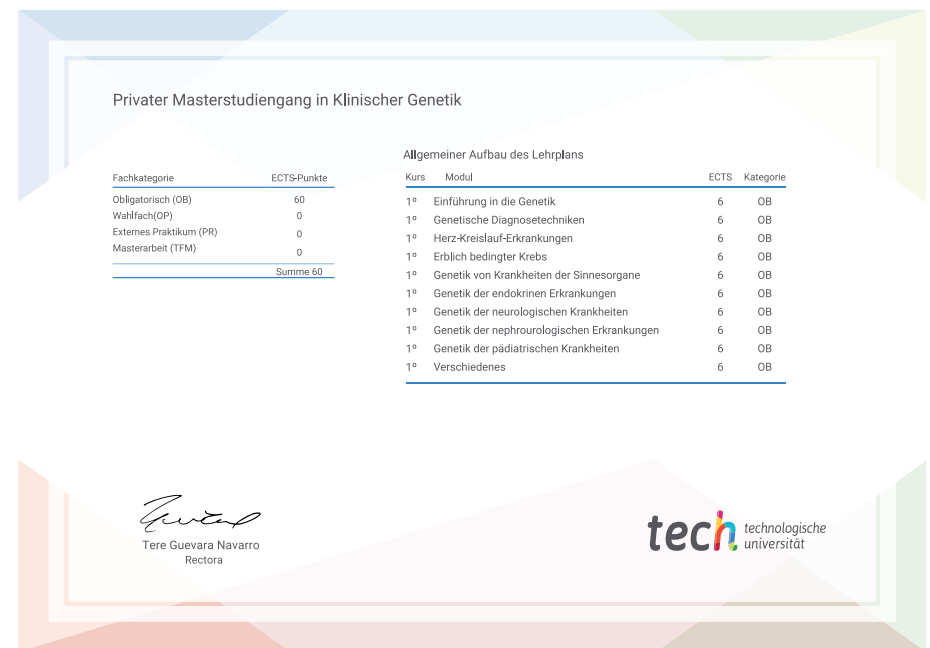 Privater Masterstudiengang in Klinischer Genetik
Fachkategorie ECTS-Punkte
Obligatorisch (OB) 60
Wahlfach(OP) 0
Externes Praktikum (PR) 0
Masterarbeit (TFM) 0
Summe 60
Allgemeiner Aufbau des Lehrplans
Kurs Modul ECTS Kategorie
1º Einführung in die Genetik 6 OB
1º Genetische Diagnosetechniken 6 OB
1º Herz-Kreislauf-Erkrankungen 6 OB
1º Erblich bedingter Krebs 6 OB
1º Genetik von Krankheiten der Sinnesorgane 6 OB
1º Genetik der endokrinen Erkrankungen 6 OB
1º Genetik der neurologischen Krankheiten 6 OB
1º Genetik der nephrourologischen Erkrankungen 6 OB
1º Genetik der pädiatrischen Krankheiten 6 OB
1º Verschiedenes 6 OB
Tere Guevara Navarro
Rectora
tech technologische
universität